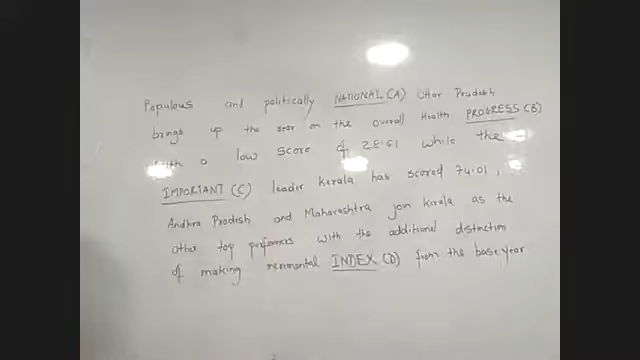 Populous and politically NATIONAL (A) Uttar Pradesh
brings up the rear on the overall Health PROGRESS (B)
with a low score of 28.61 while the
IMPORTANT (C) leader Kerala has scored 74.01,
Andhra Pradesh and Maharashtra join Kerala as the
other top performers with the additional distinction
of making incremental INDEX (D) from the base year